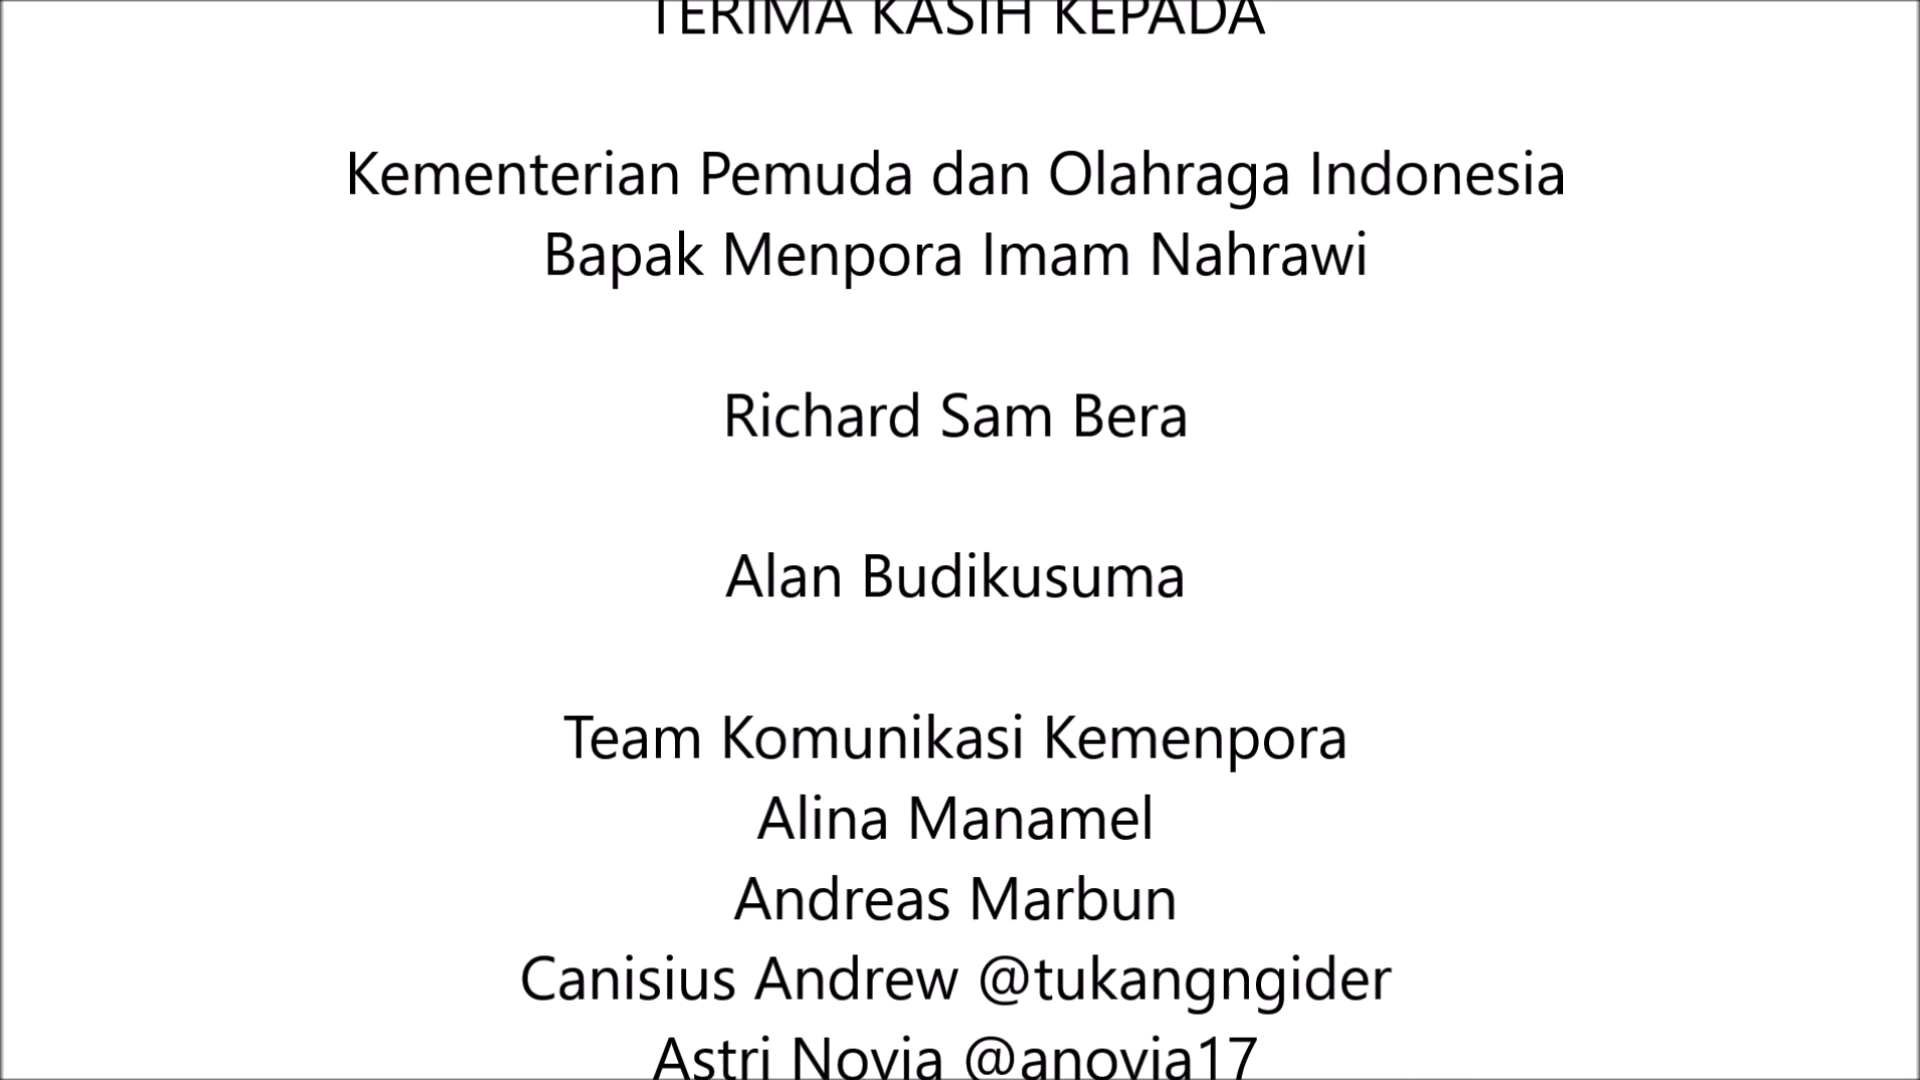 TERIMA KASIH KEPADA
Kementerian Pemuda dan Olahraga Indonesia
Bapak Menpora Imam Nahrawi
Richard Sam Bera
Alan Budikusuma
Team Komunikasi Kemenpora
Alina Manamel
Andreas Marbun
Canisius Andrew @tukangngider
Astri Novia @anovia17